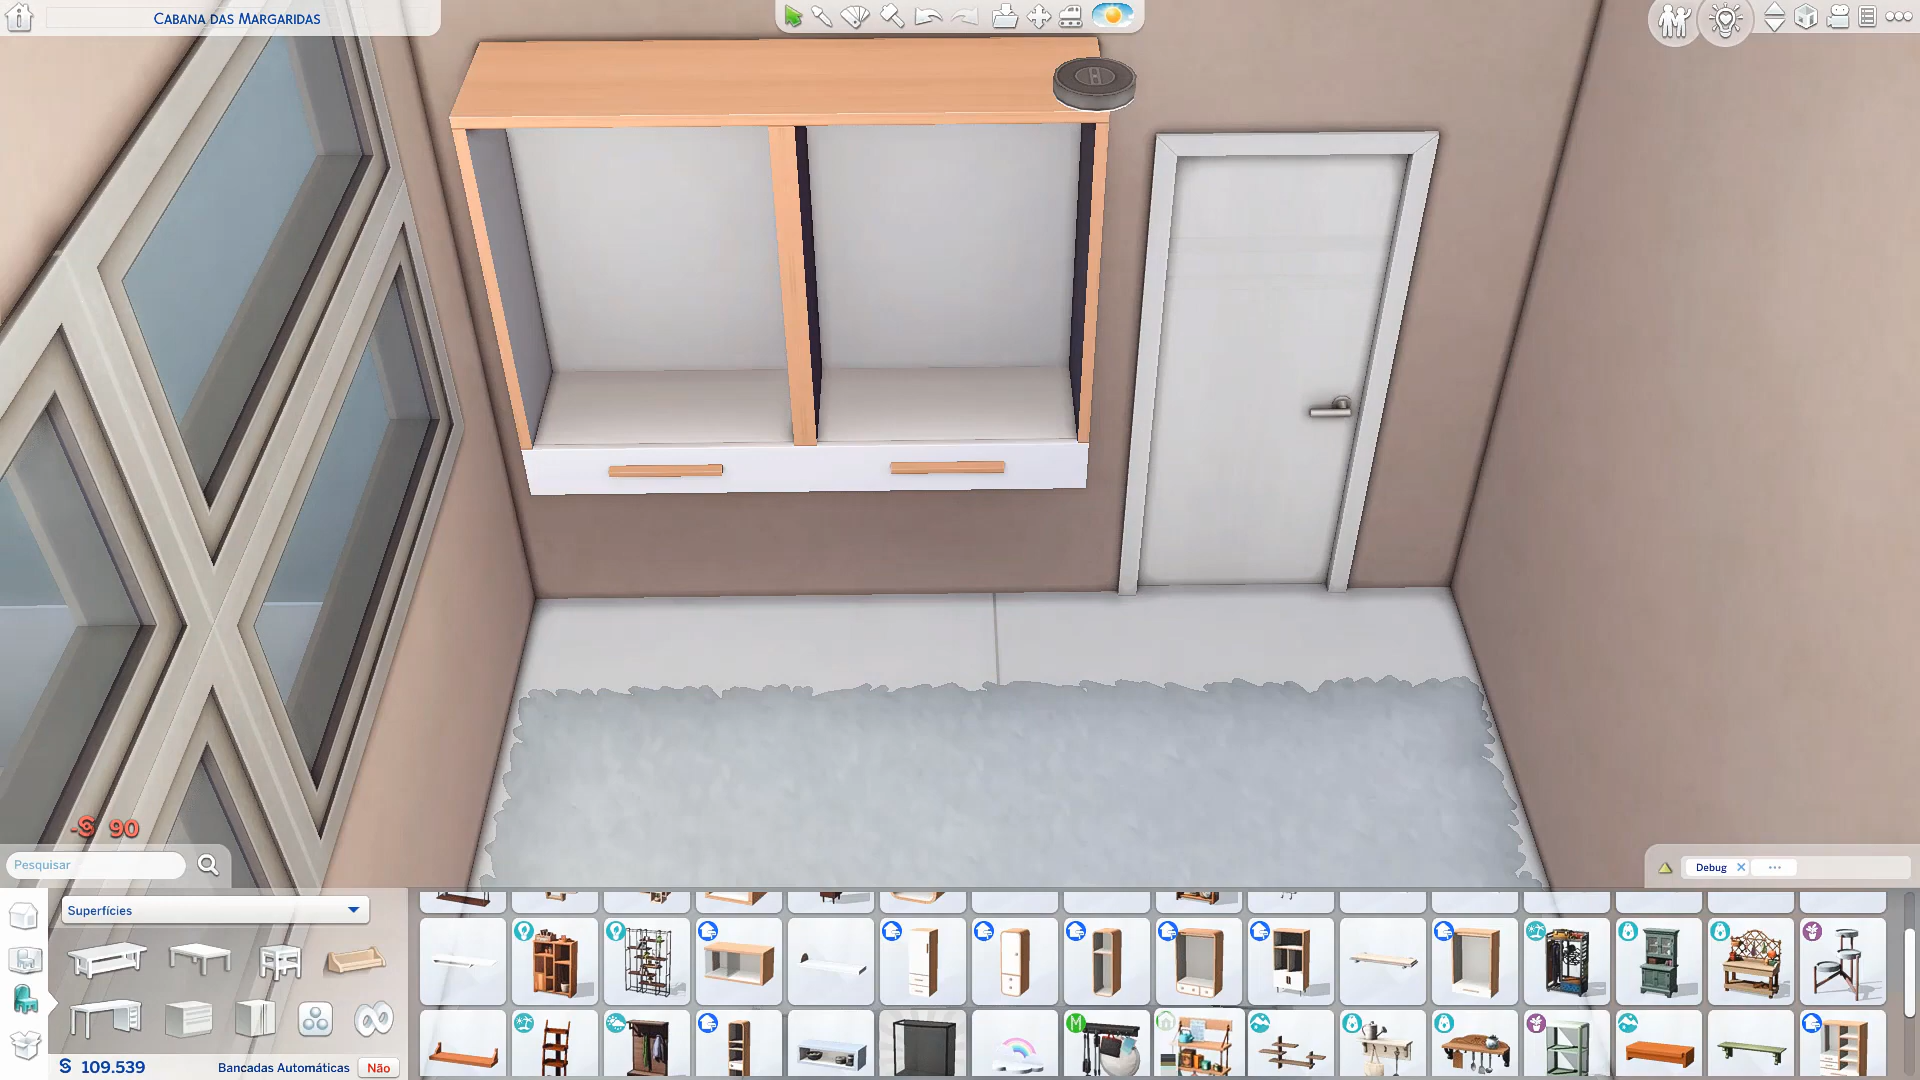 Cabana das Margaridas
-§ 90
Pesquisar
Debug
...
Superfícies
§ 109.539
Bancadas Automáticas
Não
M